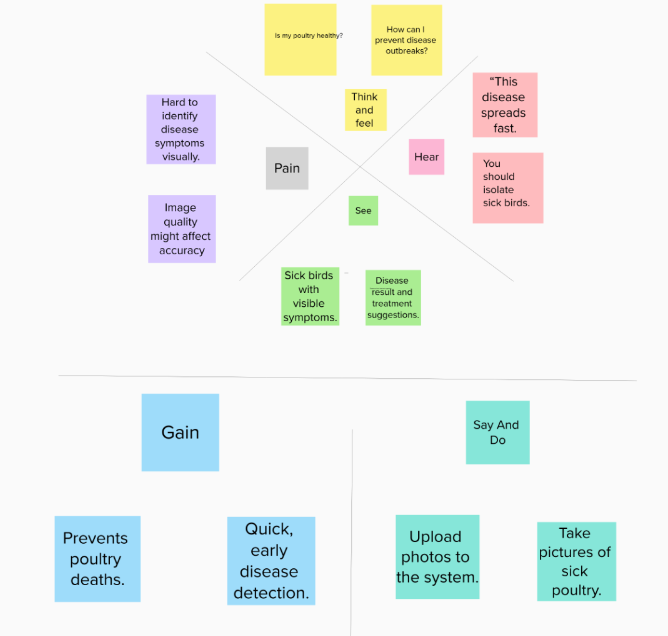 Is my poultry healthy?
How can I
prevent disease
outbreaks?
Think
and
feel
"This
disease
spreads
fast.
Hard to
identify
disease
symptoms
visually.
Pain
Hear
You
should
isolate
sick birds.
Image
quality
might affect
accuracy
See
Sick birds
with
visible
symptoms.
Disease
result and
treatment
suggestions.
Gain
Say And
Do
Prevents
poultry
deaths.
Quick,
early
disease
detection.
Upload
photos to
the system.
Take
pictures of
sick
poultry.